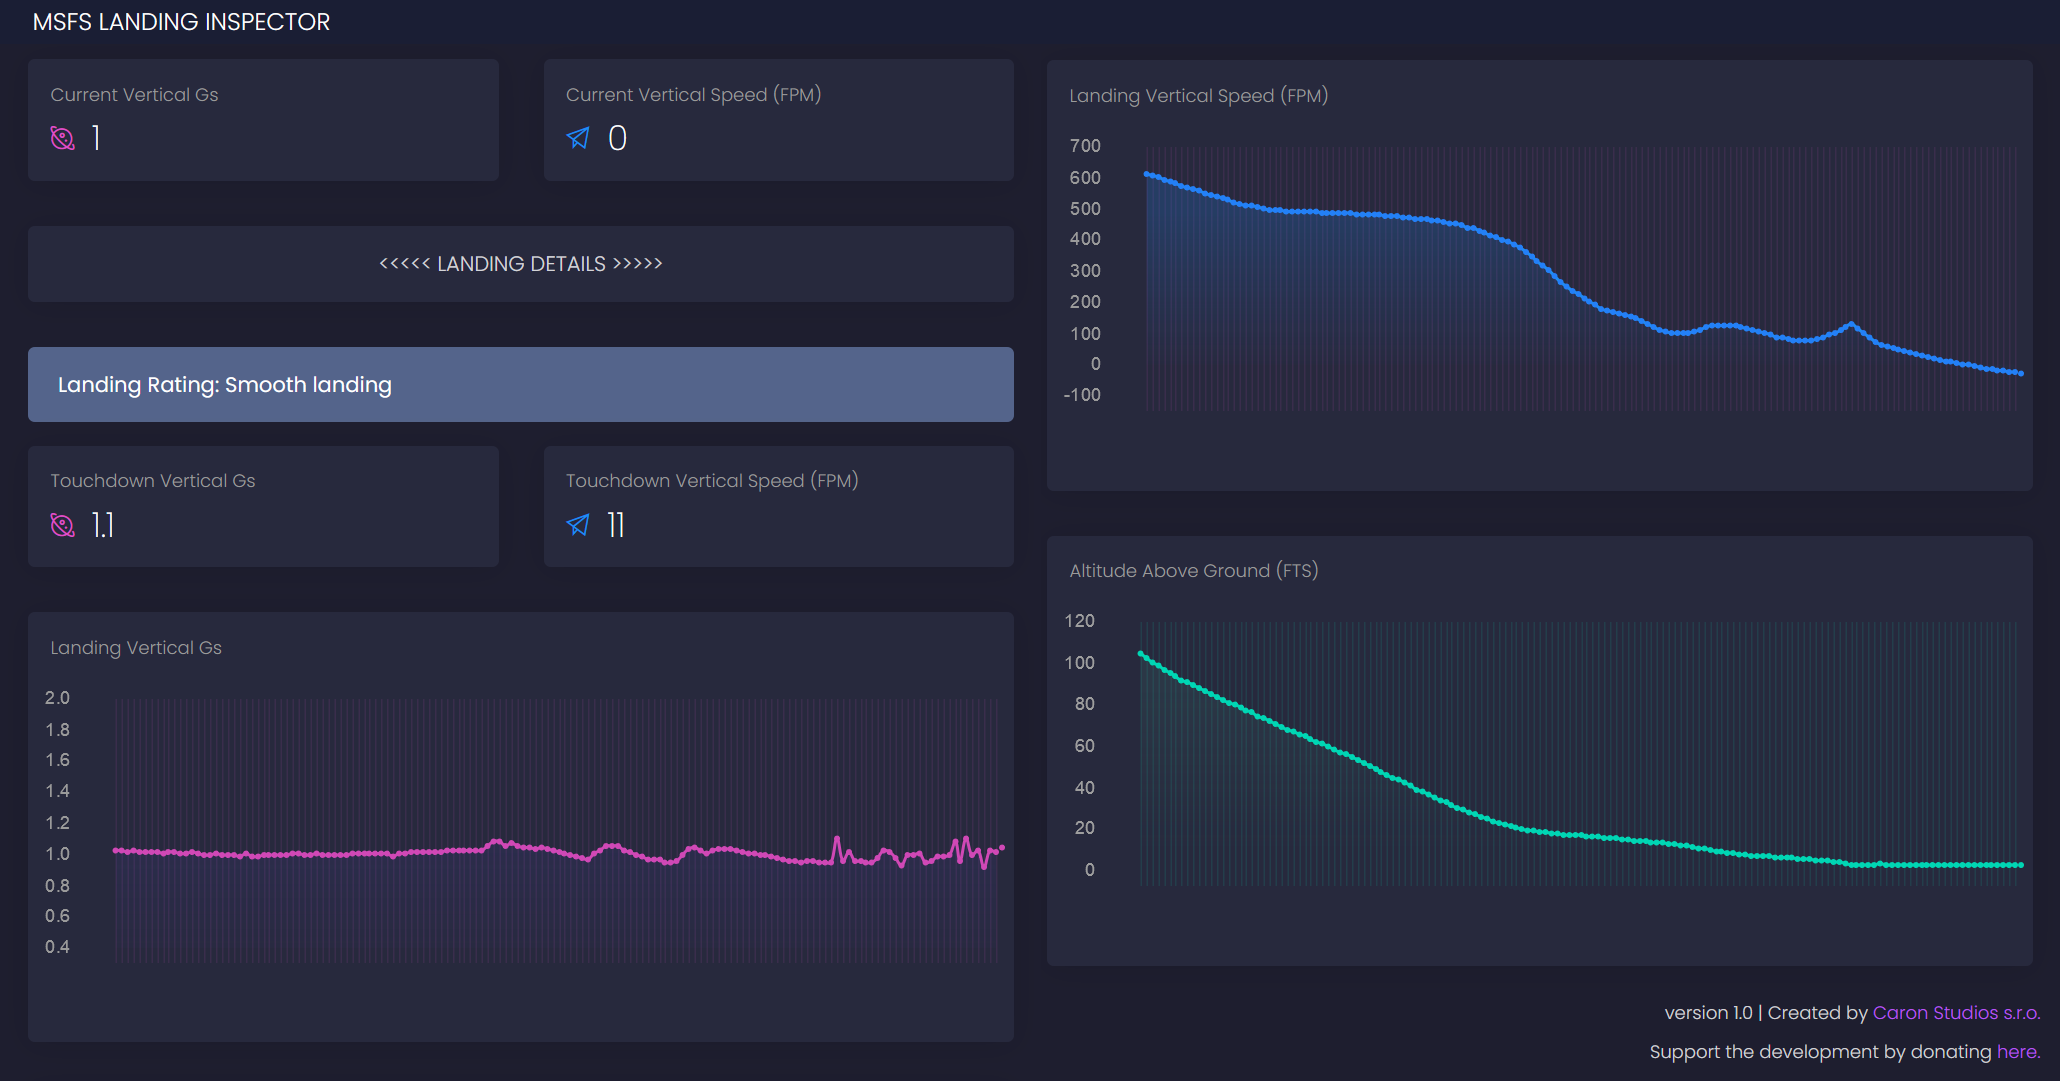 MSFS LANDING INSPECTOR
Current Vertical Gs
1
Current Vertical Speed (FPM)
0
<<<<< LANDING DETAILS >>>>>
Landing Rating: Smooth landing
Touchdown Vertical Gs
1.1
Touchdown Vertical Speed (FPM)
11
Landing Vertical Gs
2.0
1.8
1.6
1.4
1.2
1.0
0.8
0.6
0.4
Landing Vertical Speed (FPM)
700
600
500
400
300
200
100
0
-100
Altitude Above Ground (FTS)
120
100
80
60
40
20
0
version 1.0 | Created by Caron Studios s.r.o.
Support the development by donating here.